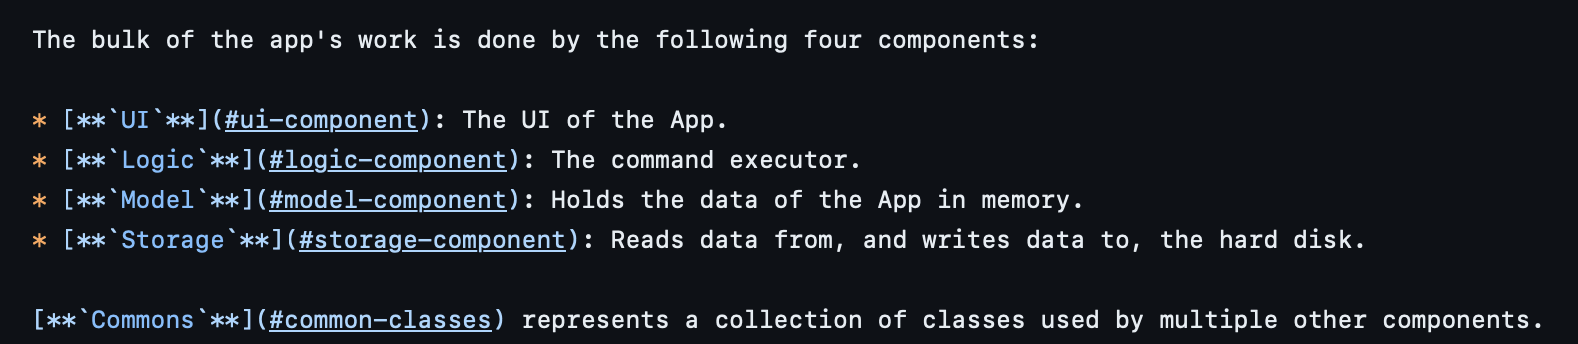 The bulk of the app's work is done by the following four components:
* [**`UI`**](#ui-component): The UI of the App.
* [**`Logic`**](#logic-component): The command executor.
* [**`Model`**](#model-component): Holds the data of the App in memory.
* [**`Storage`**](#storage-component): Reads data from, and writes data to, the hard disk.
[**`Commons`**](#common-classes) represents a collection of classes used by multiple other components.